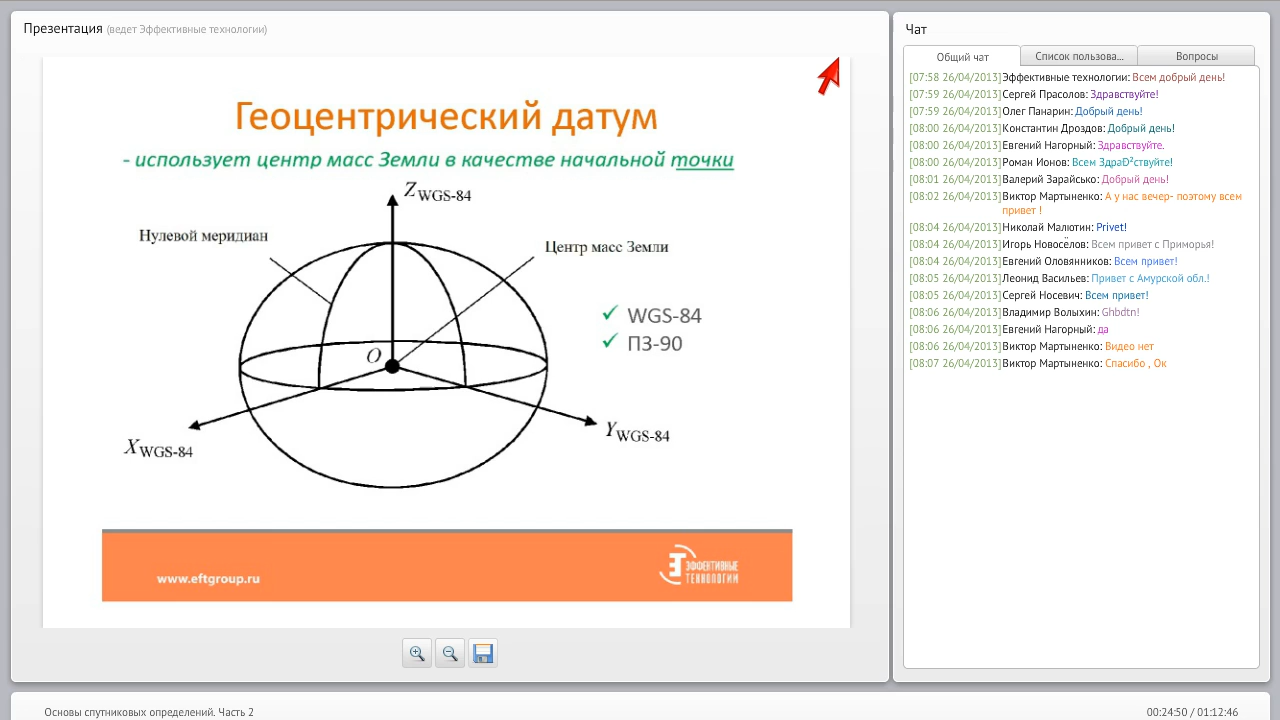 Презентация (ведет Эффективные технологии)
Геоцентрический датум
- использует центр масс Земли в качестве начальной точки
Z WGS-84
Нулевой меридиан
Центр масс Земли
WGS-84
ПЗ-90
O
X WGS-84
Y WGS-84
www.eftgroup.ru
ЭФФЕКТИВНЫЕ
ТЕХНОЛОГИИ
Чат
Общий чат
Список пользова...
Вопросы
[07:58 26/04/2013]Эффективные технологии: Всем добрый день!
[07:59 26/04/2013]Сергей Прасолов: Здравствуйте!
[07:59 26/04/2013]Олег Панарин: Добрый день!
[08:00 26/04/2013]Константин Дроздов: Добрый день!
[08:00 26/04/2013]Евгений Нагорный: Здравствуйте.
[08:00 26/04/2013]Роман Ионов: Всем ЗдраÐ²ствуйте!
[08:01 26/04/2013]Валерий Зарайсько: Добрый день!
[08:02 26/04/2013]Виктор Мартыненко: А у нас вечер- поэтому всем
привет !
[08:04 26/04/2013]Николай Малютин: Privet!
[08:04 26/04/2013]Игорь Новосёлов: Всем привет с Приморья!
[08:04 26/04/2013]Евгений Оловянников: Всем привет!
[08:05 26/04/2013]Леонид Васильев: Привет с Амурской обл.!
[08:05 26/04/2013]Сергей Носевич: Всем привет!
[08:06 26/04/2013]Владимир Волыхин: Ghbdtn!
[08:06 26/04/2013]Евгений Нагорный: да
[08:06 26/04/2013]Виктор Мартыненко: Видео нет
[08:07 26/04/2013]Виктор Мартыненко: Спасибо , Ок
Основы спутниковых определений. Часть 2
00:24:50 / 01:12:46